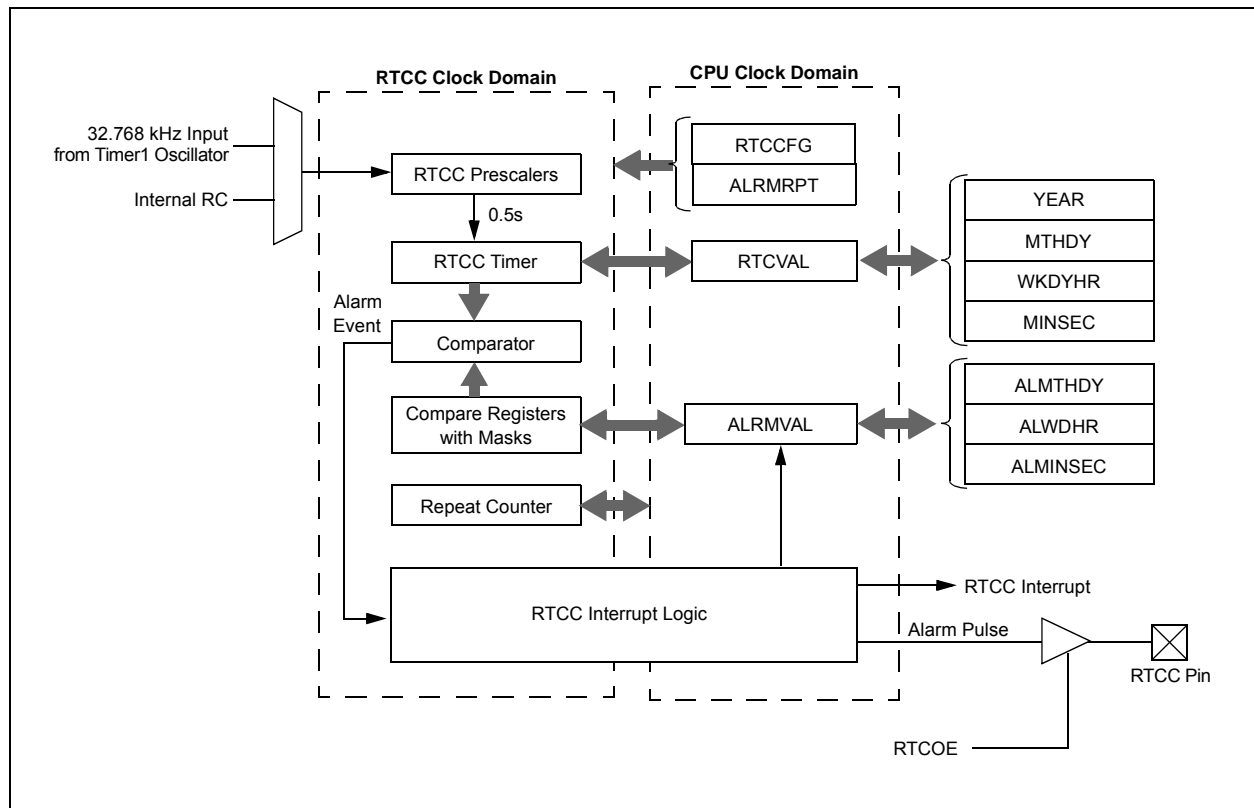 RTCC Clock Domain
CPU Clock Domain
32.768 kHz Input
from Timer1 Oscillator
Internal RC
RTCC Prescalers
0.5s
RTCC Timer
Alarm
Event
Comparator
Compare Registers
with Masks
Repeat Counter
RTCC Interrupt Logic
RTCCFG
ALRMRPT
RTCVAL
ALRMVAL
YEAR
MTHDY
WKDYHR
MINSEC
ALMTHDY
ALWDHR
ALMINSEC
RTCC Interrupt
Alarm Pulse
RTCC Pin
RTCOE